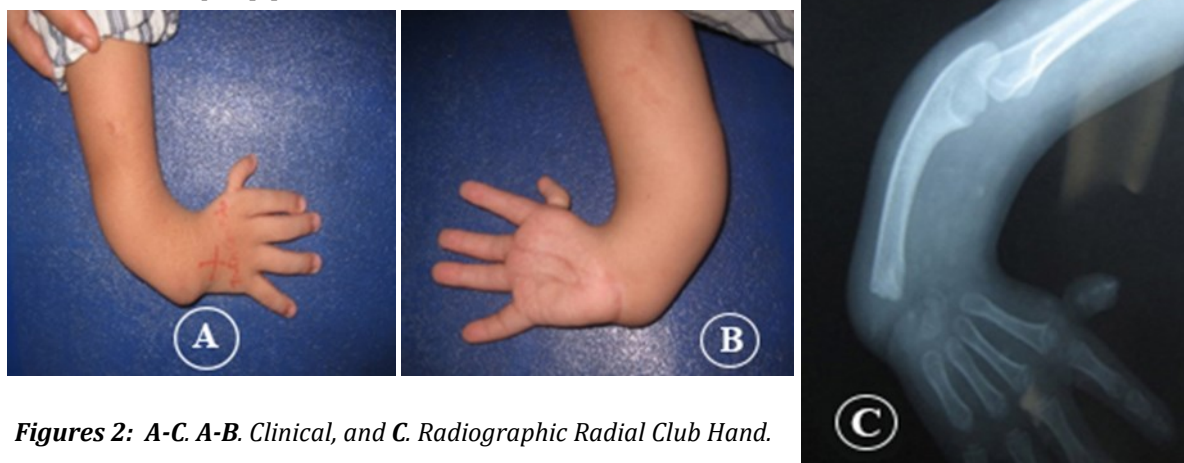 A
B
C
Figures 2: A-C. A-B. Clinical, and C. Radiographic Radial Club Hand.